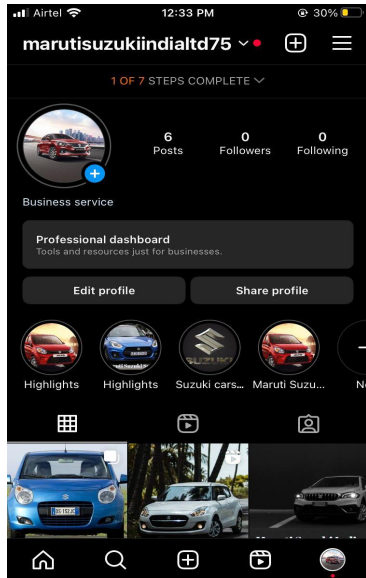 Airtel 12:33 PM 30%
marutisuzukiindialtd75
1 OF 7 STEPS COMPLETE
6 0 0
Posts Followers Following
Business service
Professional dashboard
Tools and resources just for businesses.
Edit profile Share profile
SUZUKI
Highlights Highlights Suzuki cars... Maruti Suzu... N